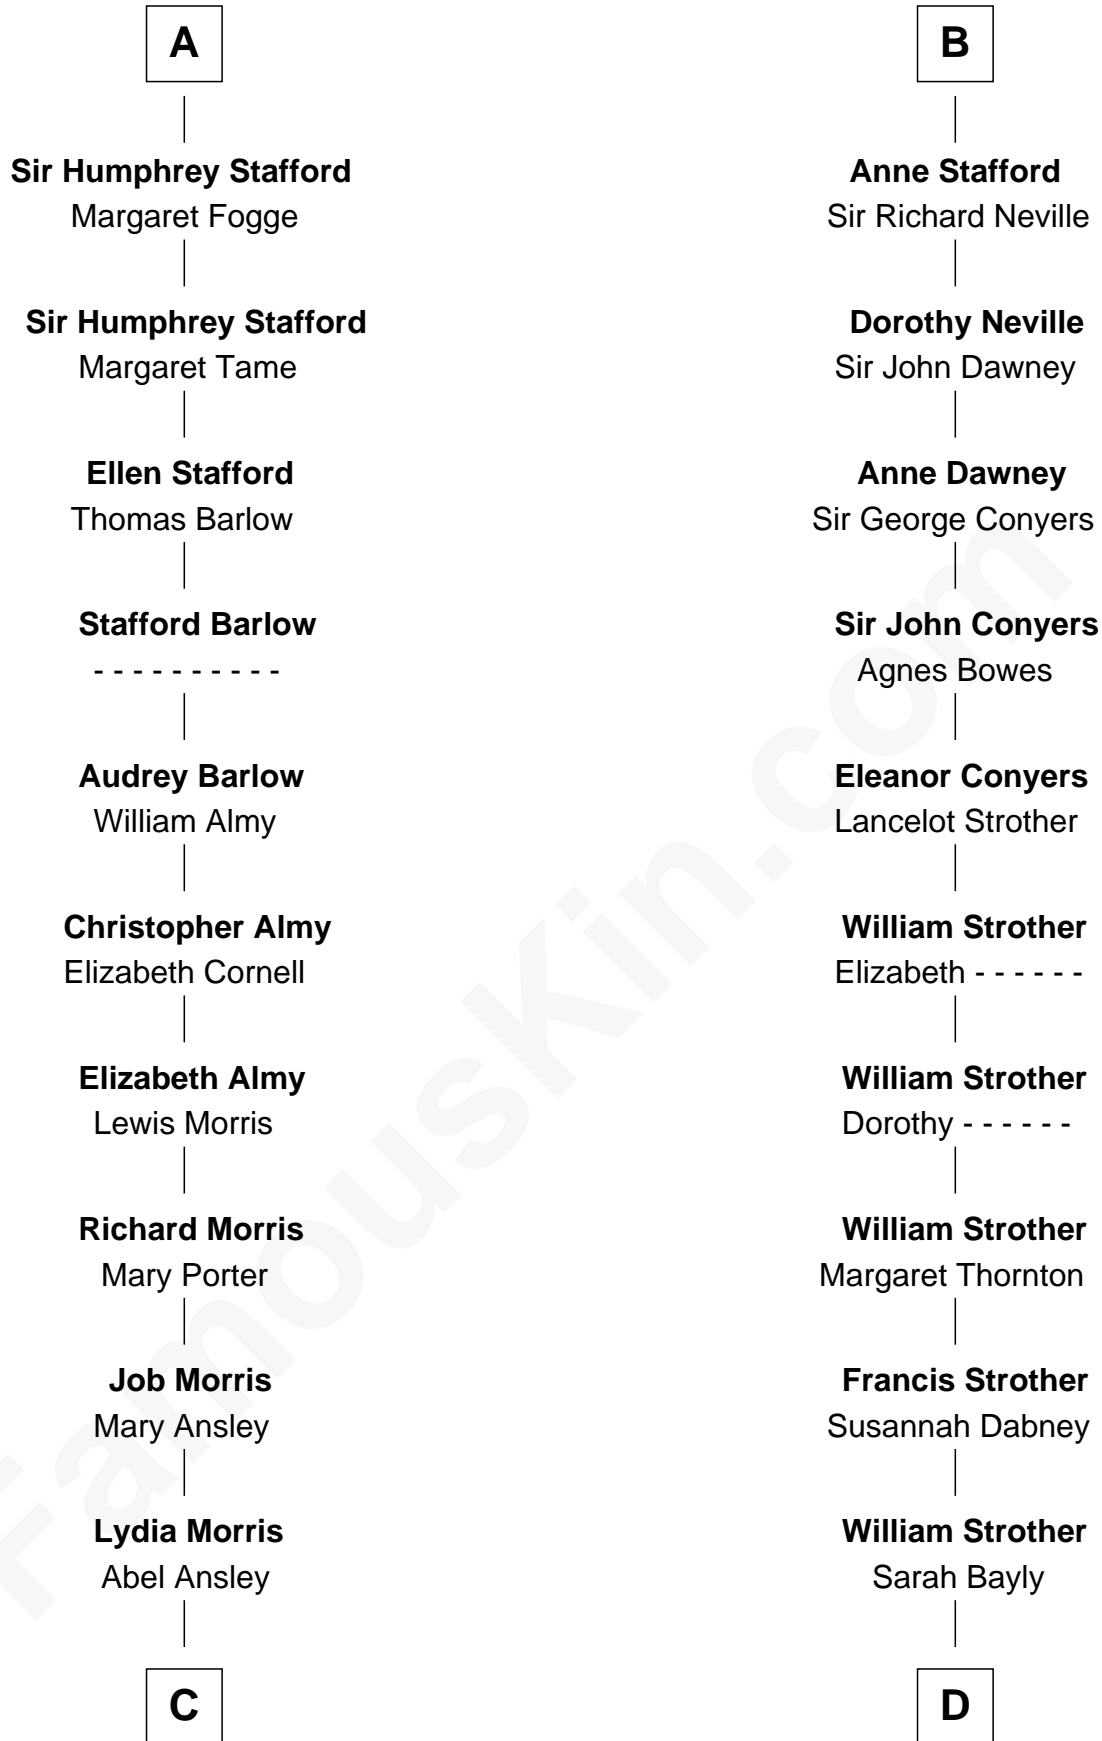 A
Sir Humphrey Stafford
Margaret Fogge
Sir Humphrey Stafford
Margaret Tame
Ellen Stafford
Thomas Barlow
Stafford Barlow
- - - - - - - - - -
Audrey Barlow
William Almy
Christopher Almy
Elizabeth Cornell
Elizabeth Almy
Lewis Morris
Richard Morris
Mary Porter
Job Morris
Mary Ansley
Lydia Morris
Abel Ansley
C
B
Anne Stafford
Sir Richard Neville
Dorothy Neville
Sir John Dawney
Anne Dawney
Sir George Conyers
Sir John Conyers
Agnes Bowes
Eleanor Conyers
Lancelot Strother
William Strother
Elizabeth - - - - - -
William Strother
Dorothy - - - - - -
William Strother
Margaret Thornton
Francis Strother
Susannah Dabney
William Strother
Sarah Bayly
D
FamousKin.com